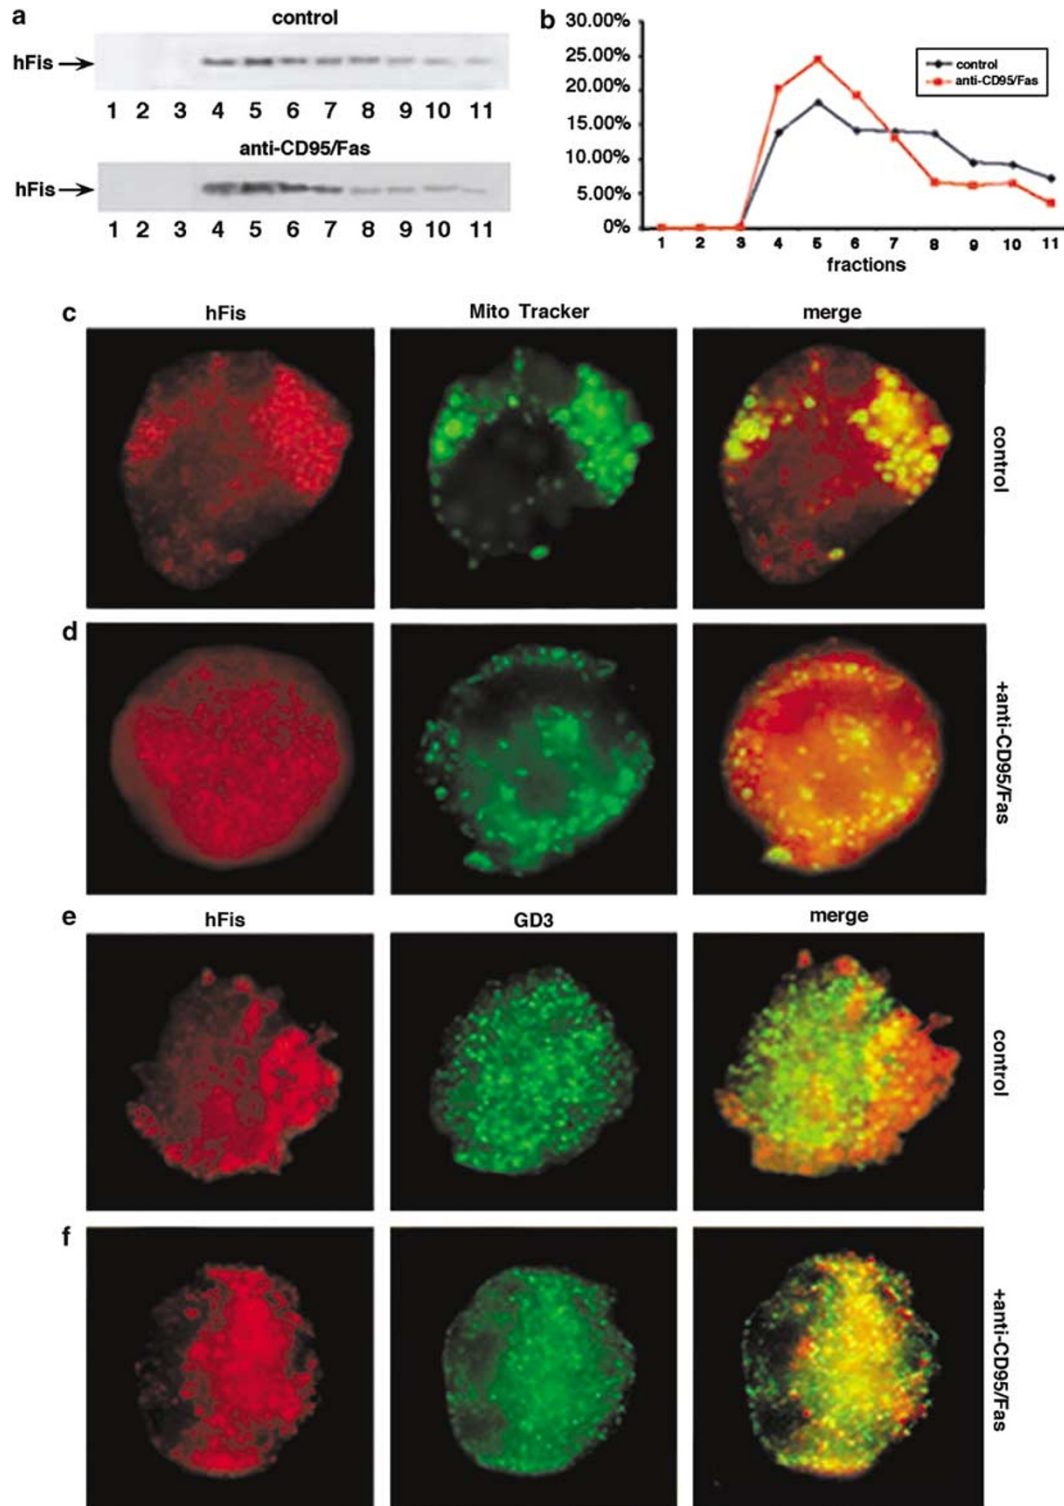 a
control
hFis
1 2 3 4 5 6 7 8 9 10 11
anti-CD95/Fas
hFis
1 2 3 4 5 6 7 8 9 10 11
b
30.00%
25.00%
20.00%
15.00%
10.00%
5.00%
0%
control
anti-CD95/Fas
1 2 3 4 5 6 7 8 9 10 11
fractions
c
hFis
Mito Tracker
merge
control
d
+anti-CD95/Fas
e
hFis
GD3
merge
control
f
+anti-CD95/Fas